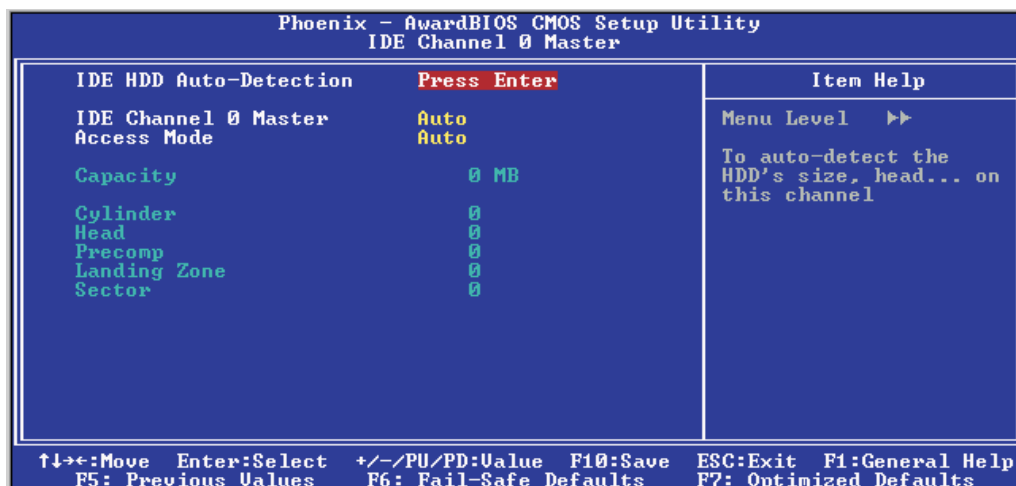 Phoenix - AwardBIOS CMOS Setup Utility
IDE Channel 0 Master
IDE HDD Auto-Detection Press Enter
IDE Channel 0 Master Auto
Access Mode Auto
Capacity 0 MB
Cylinder 0
Head 0
Precomp 0
Landing Zone 0
Sector 0
Item Help
Menu Level ▶▶
To auto-detect the
HDD's size, head... on
this channel
↑↓→←:Move Enter:Select +/-/PU/PD:Value F10:Save ESC:Exit F1:General Help
F5: Previous Values F6: Fail-Safe Defaults F7: Optimized Defaults